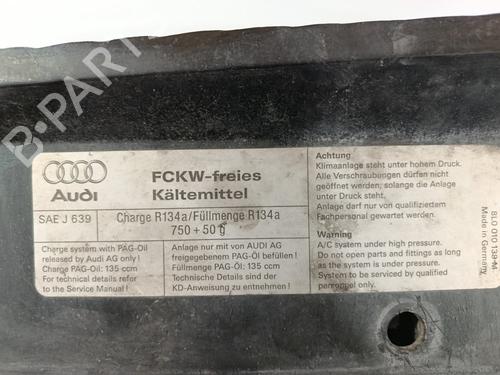 B-PARTS
Audi
SAE J 639
FCKW-freies
Kältemittel
Charge R134a/Füllmenge R134a
750 + 50 g
Charge system with PAG-Oil
released by Audi AG only !
Charge PAG-Oil: 135 ccm
For technical details refer
to the Service Manual !
Anlage nur mit von AUDI AG
freigegebenem PAG-Öl befüllen !
Füllmenge PAG-Öl: 135 ccm
Technische Details sind der
KD-Anweisung zu entnehmen !
Achtung
Klimaanlage steht unter hohem Druck.
Alle Verschraubungen dürfen nicht
geöffnet werden, solange die Anlage
unter Druck steht.
Anlage darf nur von qualifiziertem
Fachpersonal gewartet werden.
Warning
A/C system under high pressure.
Do not open parts and fittings as long
as the system is under pressure.
System to be serviced by qualified
personnel only.
8L0 010 139 M
Made in Germany